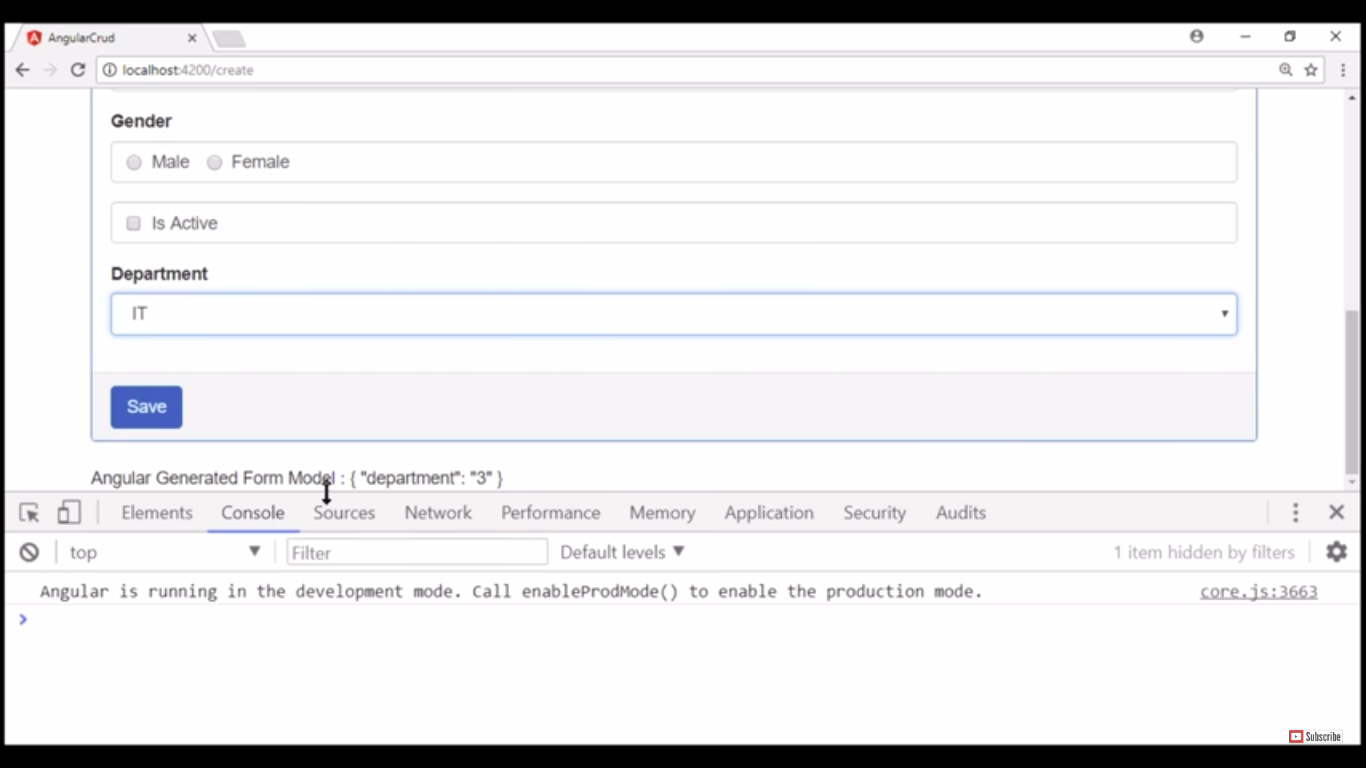 AngularCrud
localhost:4200/create
Gender
Male Female
Is Active
Department
IT
Save
Angular Generated Form Model : { "department": "3" }
Elements Console Sources Network Performance Memory Application Security Audits
top Filter Default levels 1 item hidden by filters
Angular is running in the development mode. Call enableProdMode() to enable the production mode. core.js:3663
Subscribe